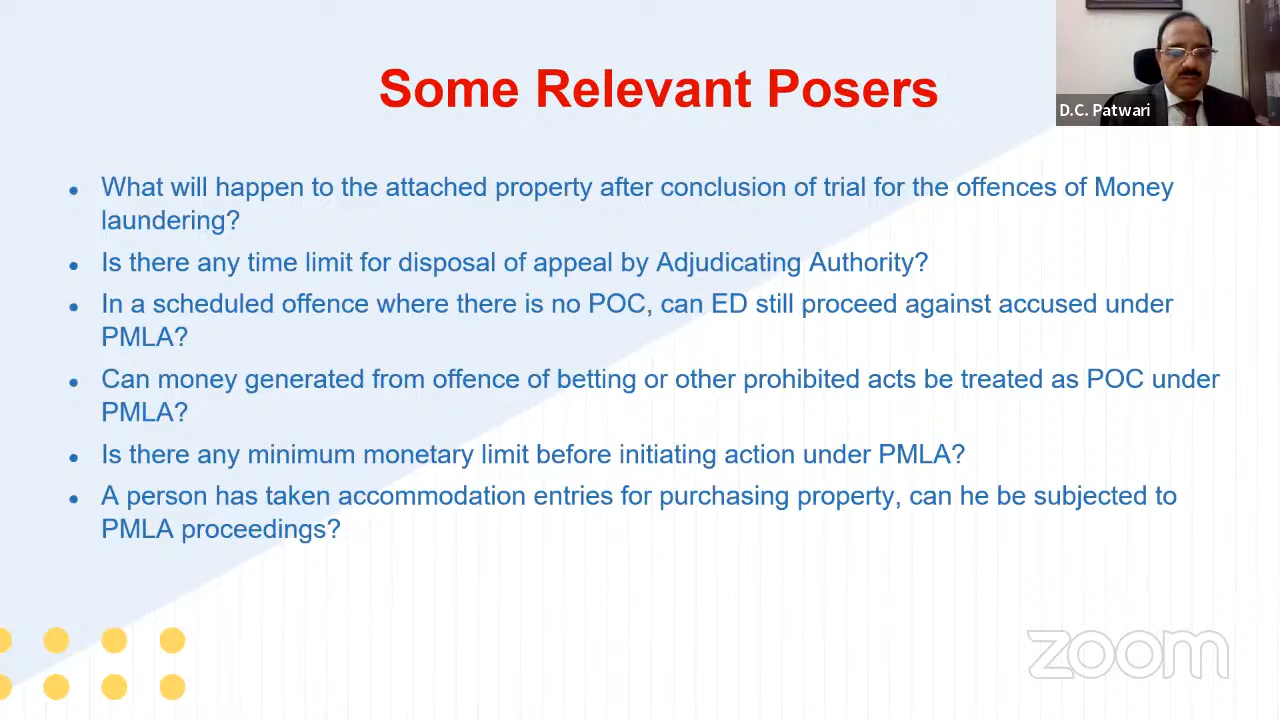 Some Relevant Posers
D.C. Patwari
• What will happen to the attached property after conclusion of trial for the offences of Money
laundering?
• Is there any time limit for disposal of appeal by Adjudicating Authority?
• In a scheduled offence where there is no POC, can ED still proceed against accused under
PMLA?
• Can money generated from offence of betting or other prohibited acts be treated as POC under
PMLA?
• Is there any minimum monetary limit before initiating action under PMLA?
• A person has taken accommodation entries for purchasing property, can he be subjected to
PMLA proceedings?
zoom